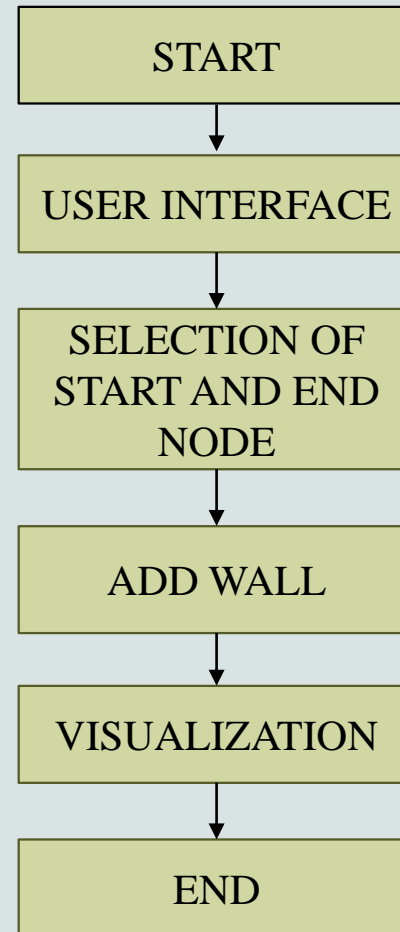 START
USER INTERFACE
SELECTION OF
START AND END
NODE
ADD WALL
VISUALIZATION
END